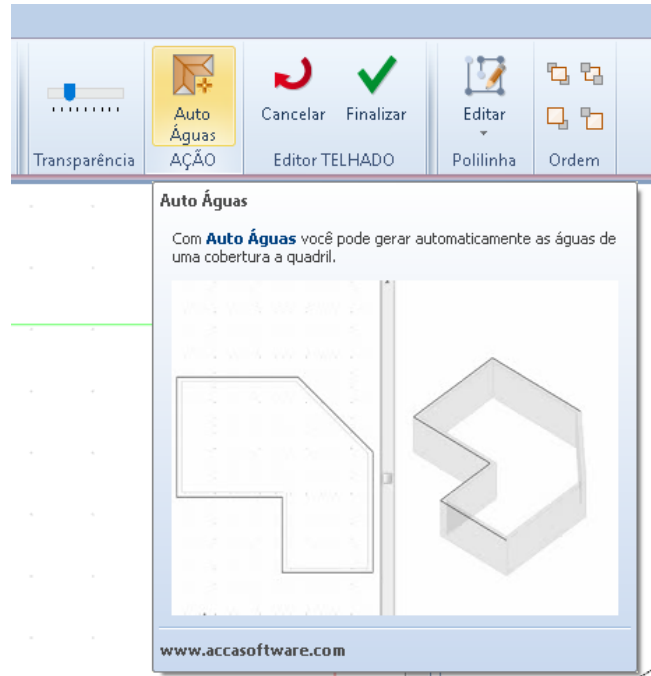 Auto
Águas
Cancelar
Finalizar
Editar
Transparência
AÇÃO
Editor TELHADO
Polilinha
Ordem
Auto Águas
Com Auto Águas você pode gerar automaticamente as águas de
uma cobertura a quadril.
www.accasoftware.com